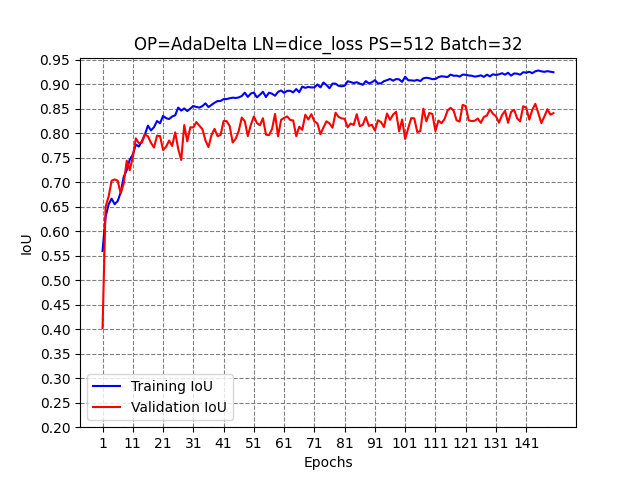 OP=AdaDelta LN=dice_loss PS=512 Batch=32
0.95
0.90
0.85
0.80
0.75
0.70
0.65
0.60
0.55
0.50
0.45
0.40
0.35
0.30
0.25
0.20
IoU
Training IoU
Validation IoU
1 11 21 31 41 51 61 71 81 91 101 111 121 131 141
Epochs